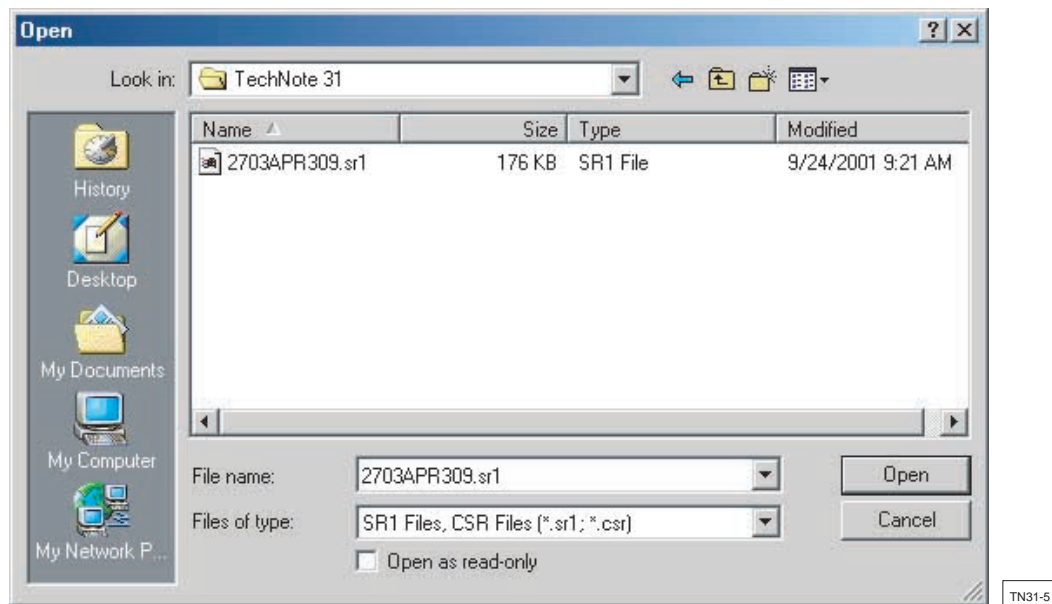 Open
Look in: TechNote 31
Name Size Type Modified
2703APR309.sr1 176 KB SR1 File 9/24/2001 9:21 AM
History
Desktop
My Documents
My Computer
My Network P...
File name: 2703APR309.sr1 Open
Files of type: SR1 Files, CSR Files (*.sr1; *.csr) Cancel
Open as read-only
TN31-5